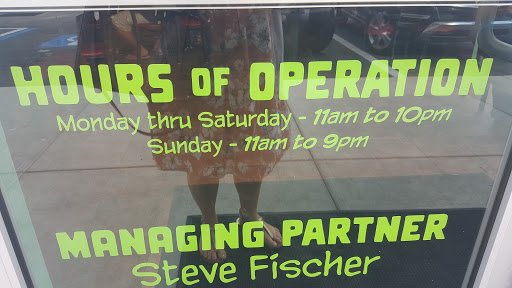 HOURS OF OPERATION
Monday thru Saturday - 11am to 10pm
Sunday - 11am to 9pm
MANAGING PARTNER
Steve Fischer